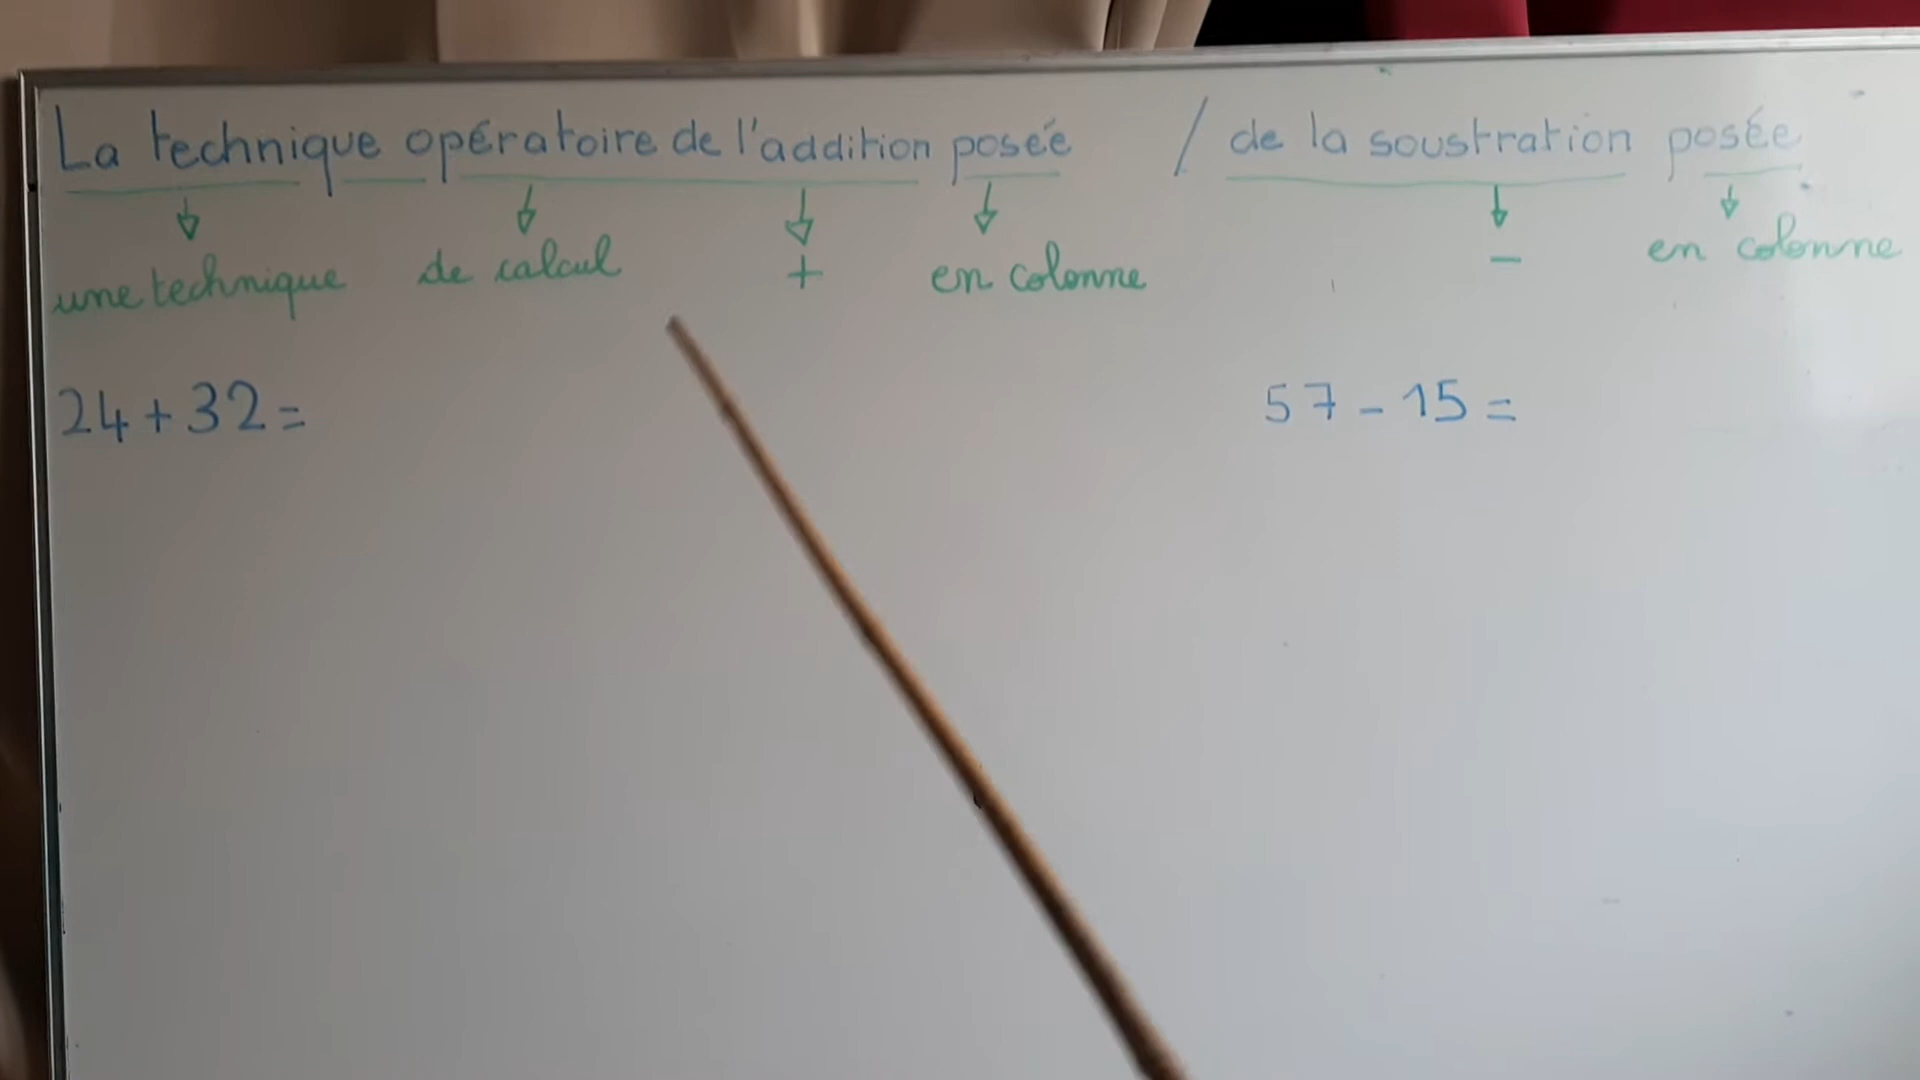 La technique opératoire de l'addition posée / de la soustration posée
une technique de calcul + en colonne - en colonne
24+32= 57-15=